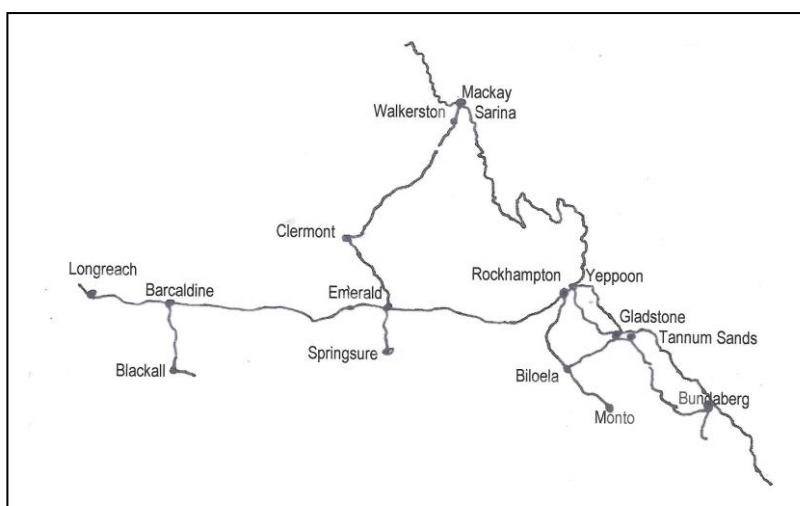 Mackay
Walkerston Sarina
Clermont
Longreach
Barcaldine
Emerald
Rockhampton Yeppoon
Gladstone
Tannum Sands
Springsure
Blackall
Biloela
Bundaberg
Monto